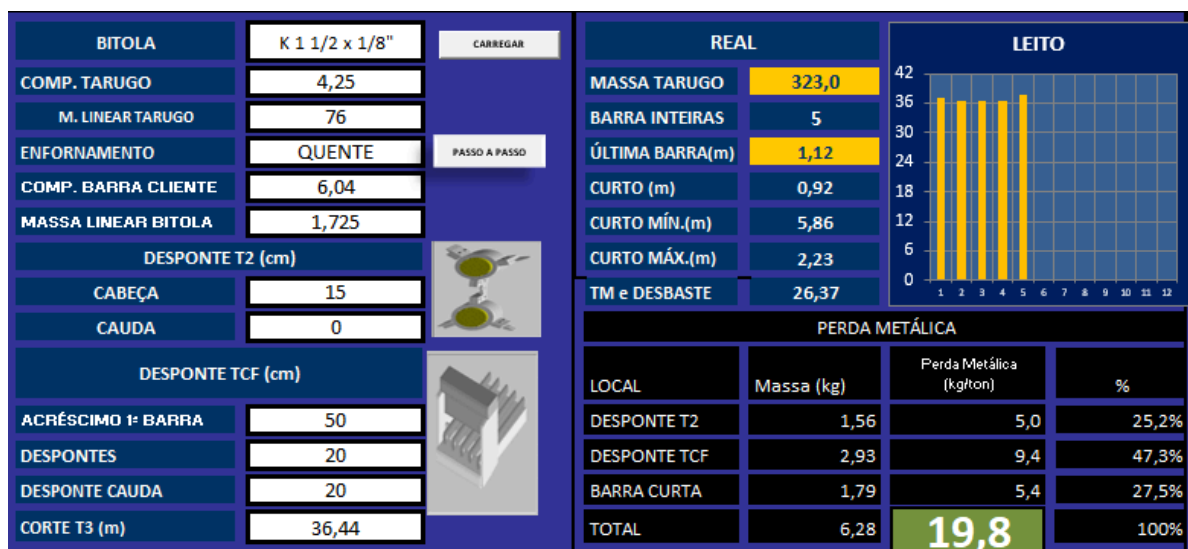 BITOLA K 1 1/2 x 1/8" CARREGAR
COMP. TARUGO 4,25
M. LINEAR TARUGO 76
ENFORNAMENTO QUENTE PASSO A PASSO
COMP. BARRA CLIENTE 6,04
MASSA LINEAR BITOLA 1,725
DESPONTE T2 (cm)
CABEÇA 15
CAUDA 0
DESPONTE TCF (cm)
ACRÉSCIMO 1ª BARRA 50
DESPONTES 20
DESPONTE CAUDA 20
CORTE T3 (m) 36,44
REAL
MASSA TARUGO 323,0
BARRA INTEIRAS 5
ÚLTIMA BARRA(m) 1,12
CURTO (m) 0,92
CURTO MÍN.(m) 5,86
CURTO MÁX.(m) 2,23
TM e DESBASTE 26,37
LEITO
42
36
30
24
18
12
6
0
1 2 3 4 5 6 7 8 9 10 11 12
PERDA METÁLICA
LOCAL Massa (kg) Perda Metálica (kg/ton) %
DESPONTE T2 1,56 5,0 25,2%
DESPONTE TCF 2,93 9,4 47,3%
BARRA CURTA 1,79 5,4 27,5%
TOTAL 6,28 19,8 100%